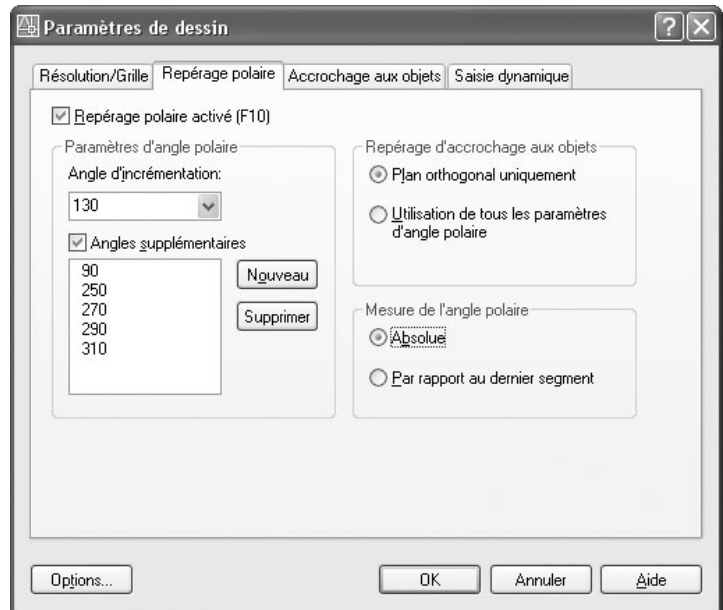 Paramètres de dessin
Résolution/Grille
Repérage polaire
Accrochage aux objets
Saisie dynamique
Repérage polaire activé (F10)
Paramètres d'angle polaire
Angle d'incrémentation:
130
Angles supplémentaires
90
250
270
290
310
Nouveau
Supprimer
Repérage d'accrochage aux objets
Plan orthogonal uniquement
Utilisation de tous les paramètres
d'angle polaire
Mesure de l'angle polaire
Absolue
Par rapport au dernier segment
Options...
OK
Annuler
Aide